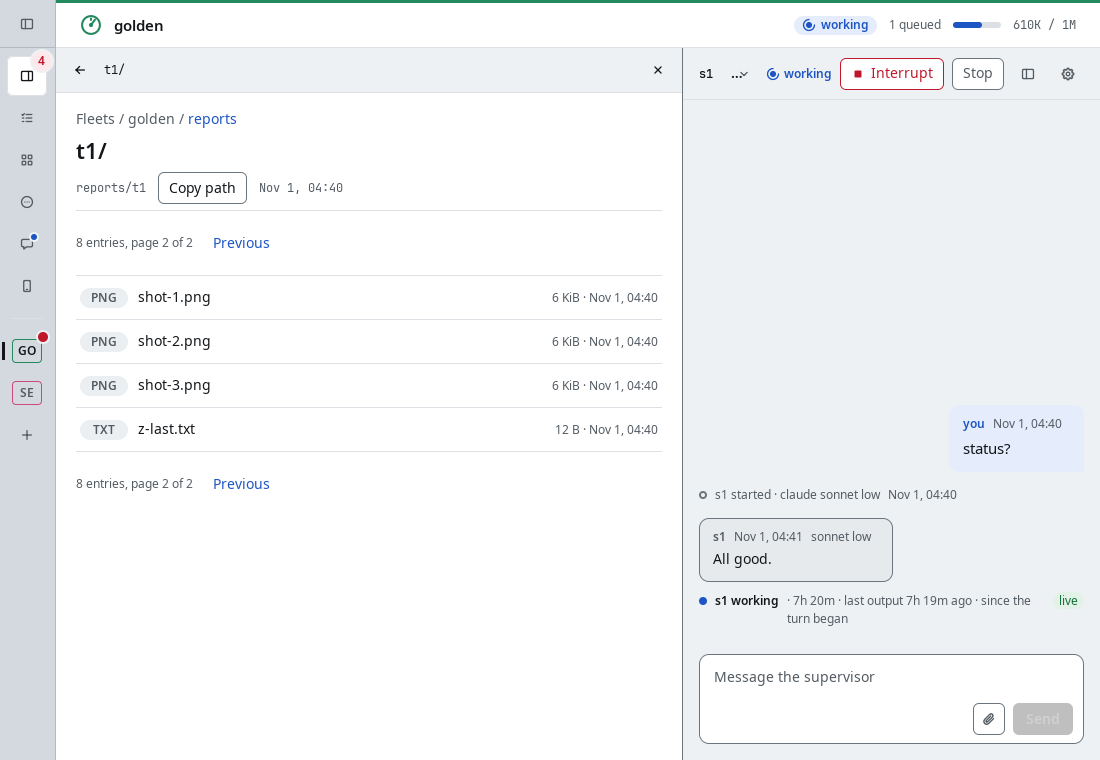 golden
working
1 queued
610K / 1M
4
t1/
s1
...
working
Interrupt
Stop
Fleets / golden / reports
t1/
reports/t1
Copy path
Nov 1, 04:40
8 entries, page 2 of 2
Previous
PNG shot-1.png 6 KiB · Nov 1, 04:40
PNG shot-2.png 6 KiB · Nov 1, 04:40
PNG shot-3.png 6 KiB · Nov 1, 04:40
TXT z-last.txt 12 B · Nov 1, 04:40
8 entries, page 2 of 2
Previous
GO
SE
you Nov 1, 04:40
status?
s1 started · claude sonnet low Nov 1, 04:40
s1 Nov 1, 04:41 sonnet low
All good.
s1 working · 7h 20m · last output 7h 19m ago · since the
turn began
live
Message the supervisor
Send